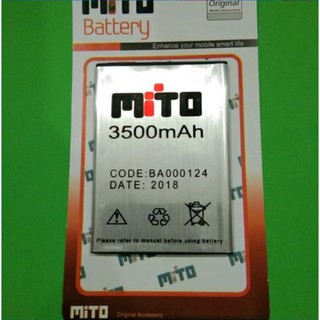 MiTO
Battery
Original
Enhance your mobile smart life
MiTO
3500mAh
CODE:BA000124
DATE: 2018
Please refer to manual before using battery
MiTO
Original Accessory